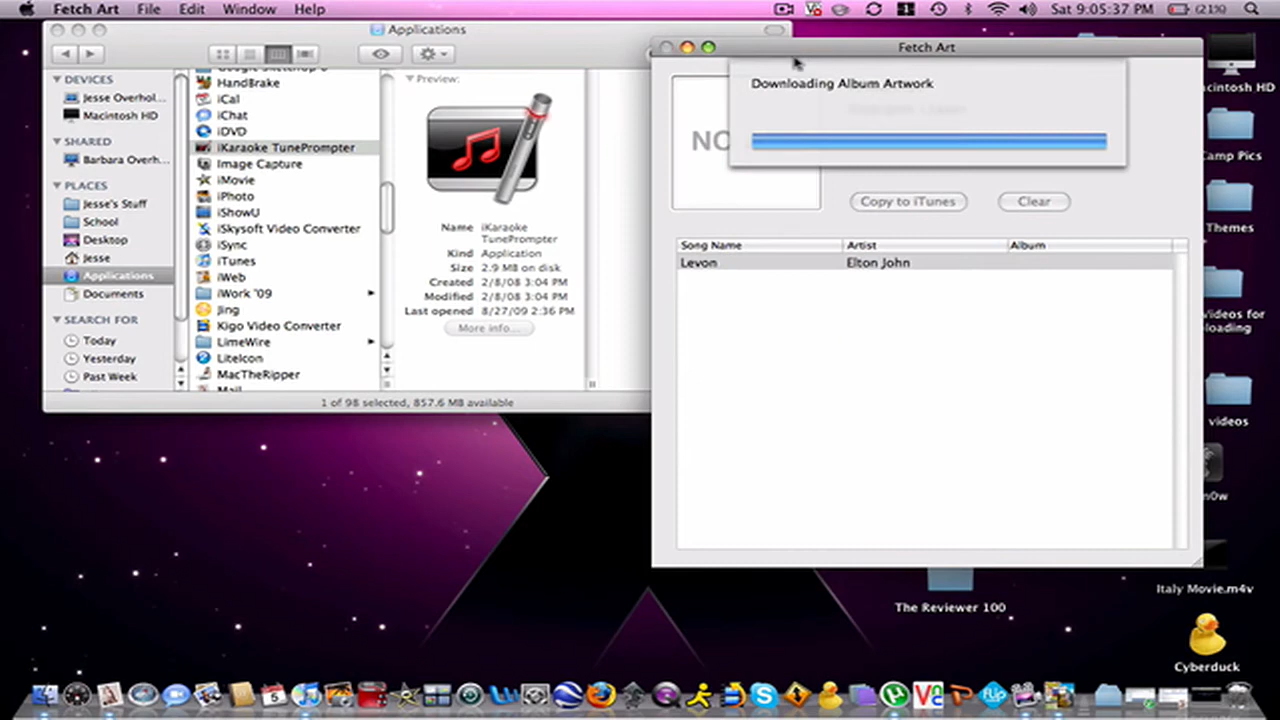 Fetch Art File Edit Window Help
Sat 9:05:37 PM (21%)
Applications
DEVICES
Jesse Overhol...
Macintosh HD
SHARED
Barbara Overh...
PLACES
Jesse's Stuff
School
Desktop
Jesse
Applications
Documents
SEARCH FOR
Today
Yesterday
Past Week
HandBrake
iCal
iChat
iDVD
iKaraoke TunePrompter
Image Capture
iMovie
iPhoto
iShowU
iSkysoft Video Converter
iSync
iTunes
iWeb
iWork '09
Jing
Kigo Video Converter
LimeWire
LiteIcon
MacTheRipper
Mail
Preview:
Name iKaraoke
TunePrompter
Kind Application
Size 2.9 MB on disk
Created 2/8/08 3:04 PM
Modified 2/8/08 3:04 PM
Last opened 8/27/09 2:36 PM
More info...
1 of 98 selected, 857.6 MB available
Fetch Art
Downloading Album Artwork
NO
Copy to iTunes
Clear
Song Name Artist Album
Levon Elton John
cintosh HD
Camp Pics
Themes
Videos for
loading
videos
n0w
Italy Movie.m4v
The Reviewer 100
Cyberduck